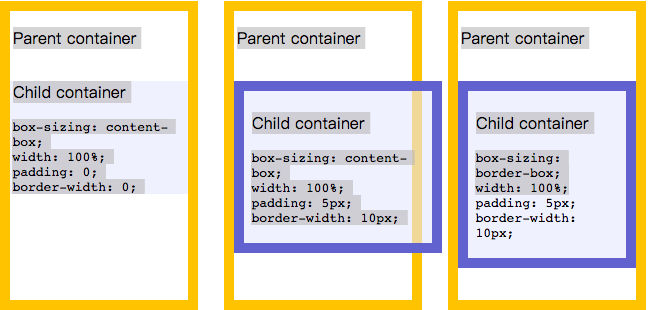 Parent container
Child container
box-sizing: content-
box;
width: 100%;
padding: 0;
border-width: 0;
Parent container
Child container
box-sizing: content-
box;
width: 100%;
padding: 5px;
border-width: 10px;
Parent container
Child container
box-sizing:
border-box;
width: 100%;
padding: 5px;
border-width:
10px;